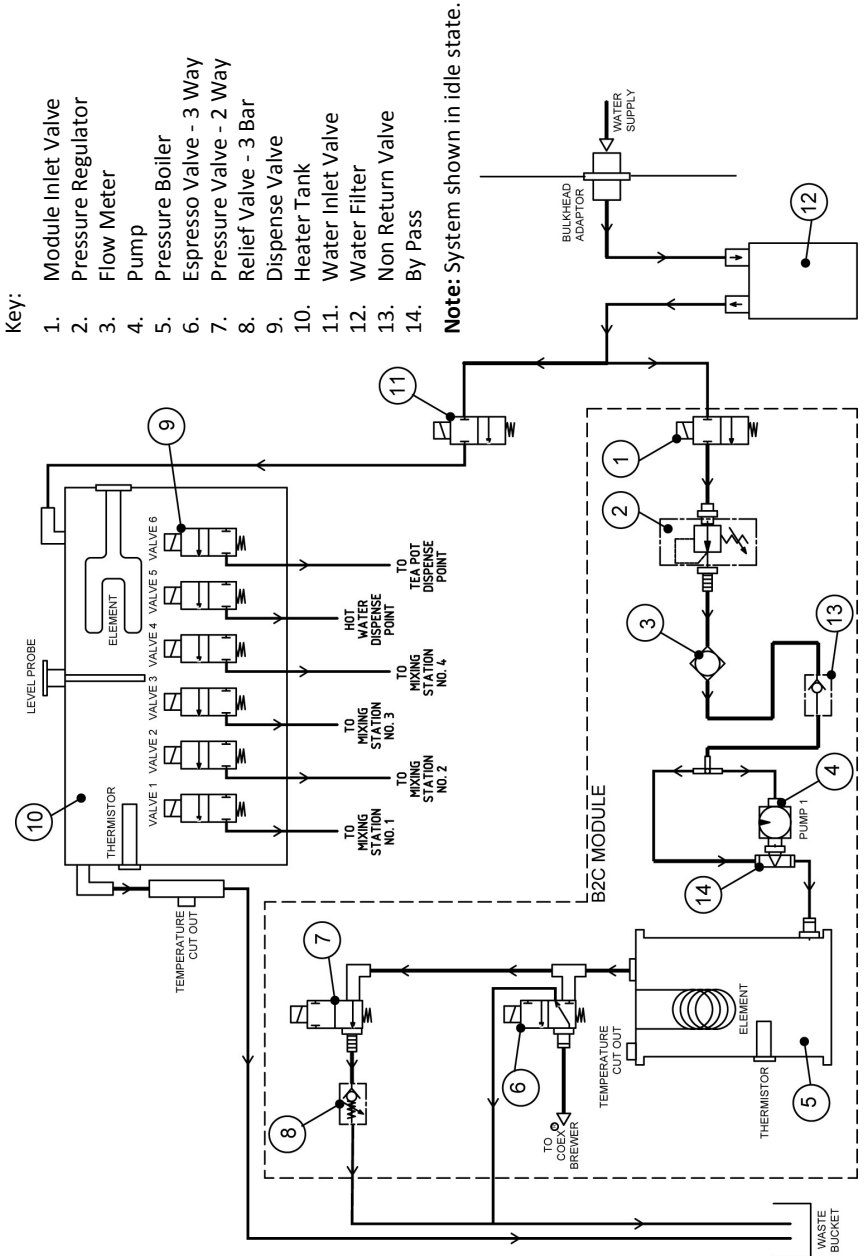 Key:
1. Module Inlet Valve
2. Pressure Regulator
3. Flow Meter
4. Pump
5. Pressure Boiler
6. Espresso Valve - 3 Way
7. Pressure Valve - 2 Way
8. Relief Valve - 3 Bar
9. Dispense Valve
10. Heater Tank
11. Water Inlet Valve
12. Water Filter
13. Non Return Valve
14. By Pass
Note: System shown in idle state.
LEVEL PROBE
10
THERMISTOR
ELEMENT
VALVE 1
VALVE 2
VALVE 3
VALVE 4
VALVE 5
VALVE 6
9
TO
MIXING
STATION
NO. 1
TO
MIXING
STATION
NO. 2
TO
MIXING
STATION
NO. 3
TO
MIXING
STATION
NO. 4
HOT
WATER
DISPENSE
POINT
TO
TEA POT
DISPENSE
POINT
TEMPERATURE
CUT OUT
11
BULKHEAD
ADAPTOR
WATER
SUPPLY
12
B2C MODULE
1
2
3
13
4
PUMP 1
14
7
8
6
TO
COEX®
BREWER
TEMPERATURE
CUT OUT
ELEMENT
THERMISTOR
5
WASTE
BUCKET